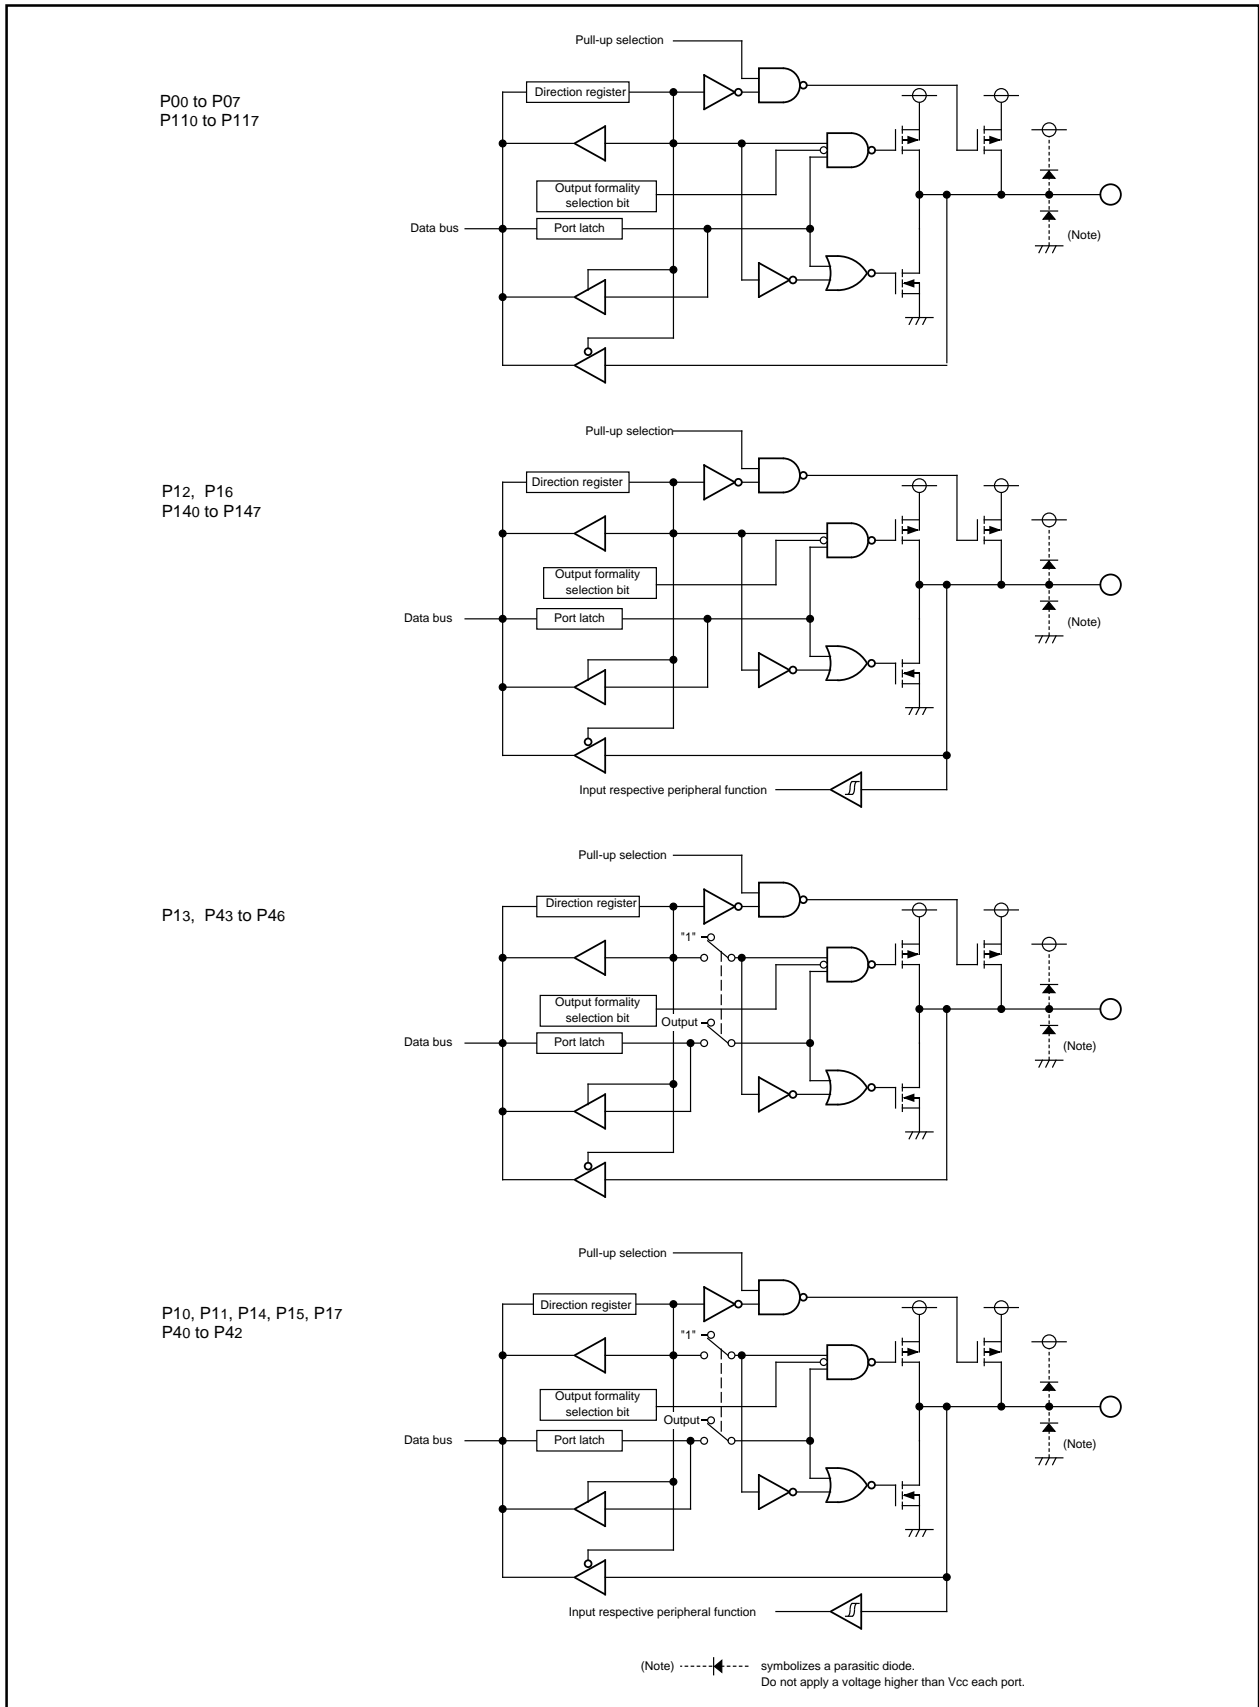 Pull-up selection
P00 to P07
P110 to P117
Direction register
Output formality
selection bit
Data bus
Port latch
(Note)
Pull-up selection
P12, P16
P140 to P147
Direction register
Output formality
selection bit
Data bus
Port latch
(Note)
Input respective peripheral function
Pull-up selection
P13, P43 to P46
Direction register
"1"
Output formality
selection bit
Output
Data bus
Port latch
(Note)
Pull-up selection
P10, P11, P14, P15, P17
P40 to P42
Direction register
"1"
Output formality
selection bit
Output
Data bus
Port latch
(Note)
Input respective peripheral function
(Note) symbolizes a parasitic diode.
Do not apply a voltage higher than Vcc each port.